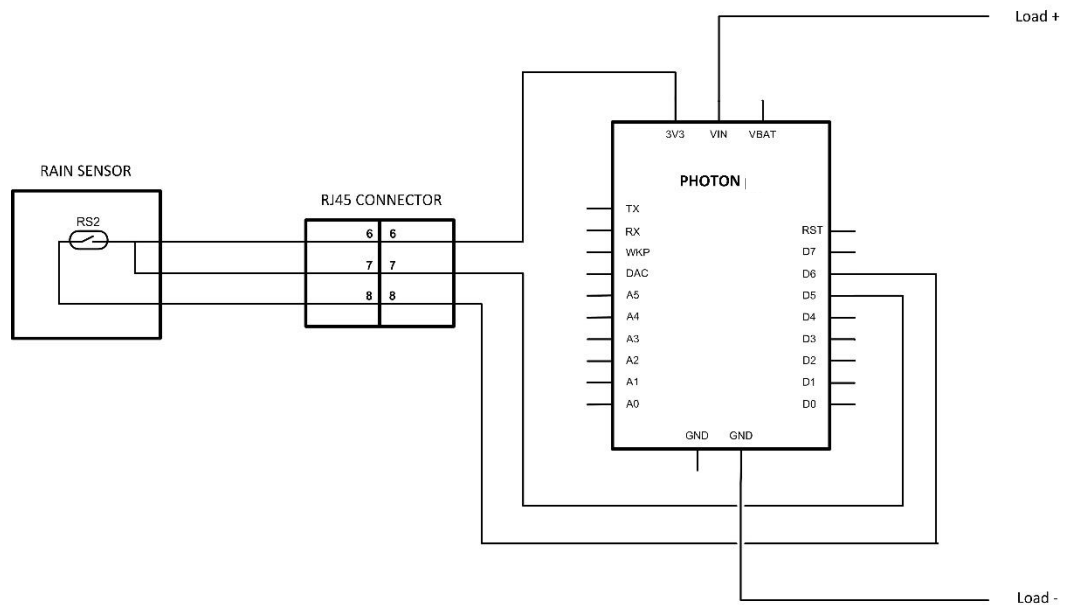 Load +
3V3 VIN VBAT
RAIN SENSOR
PHOTON
RJ45 CONNECTOR
RS2
TX
RX
WKP
DAC
A5
A4
A3
A2
A1
A0
RST
D7
D6
D5
D4
D3
D2
D1
D0
6 6
7 7
8 8
GND GND
Load -